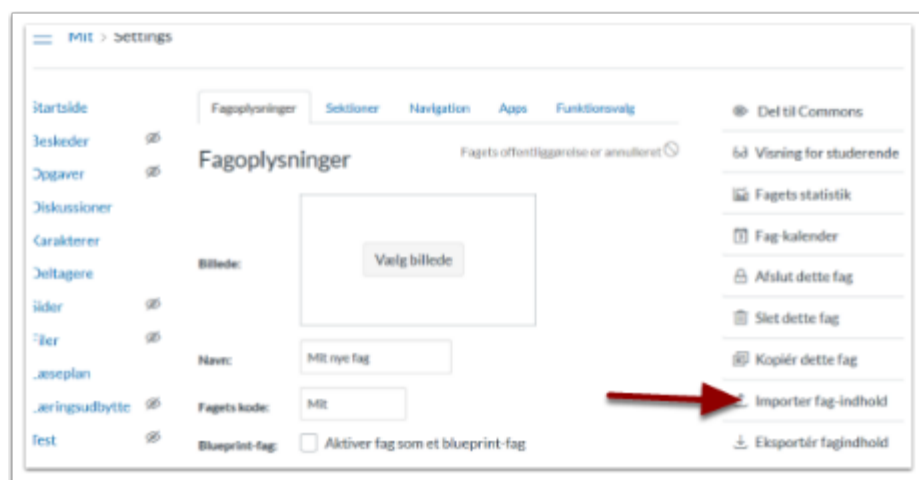 Mit > Settings
Startside
Beskeder
Opgaver
Diskussioner
Karakterer
Deltagere
Sider
Filer
Læseplan
Læringsudbytte
Test
Fagoplysninger Sektioner Navigation Apps Funktionsvalg
Fagoplysninger
Fagets offentliggørelse er annulleret
Billede:
Vælg billede
Navn:
Mit nye fag
Fagets kode:
Mit
Blueprint-fag:
Aktiver fag som et blueprint-fag
Del til Commons
Visning for studerende
Fagets statistik
Fag-kalender
Afslut dette fag
Slet dette fag
Kopiér dette fag
Importer fag-indhold
Eksportér fagindhold